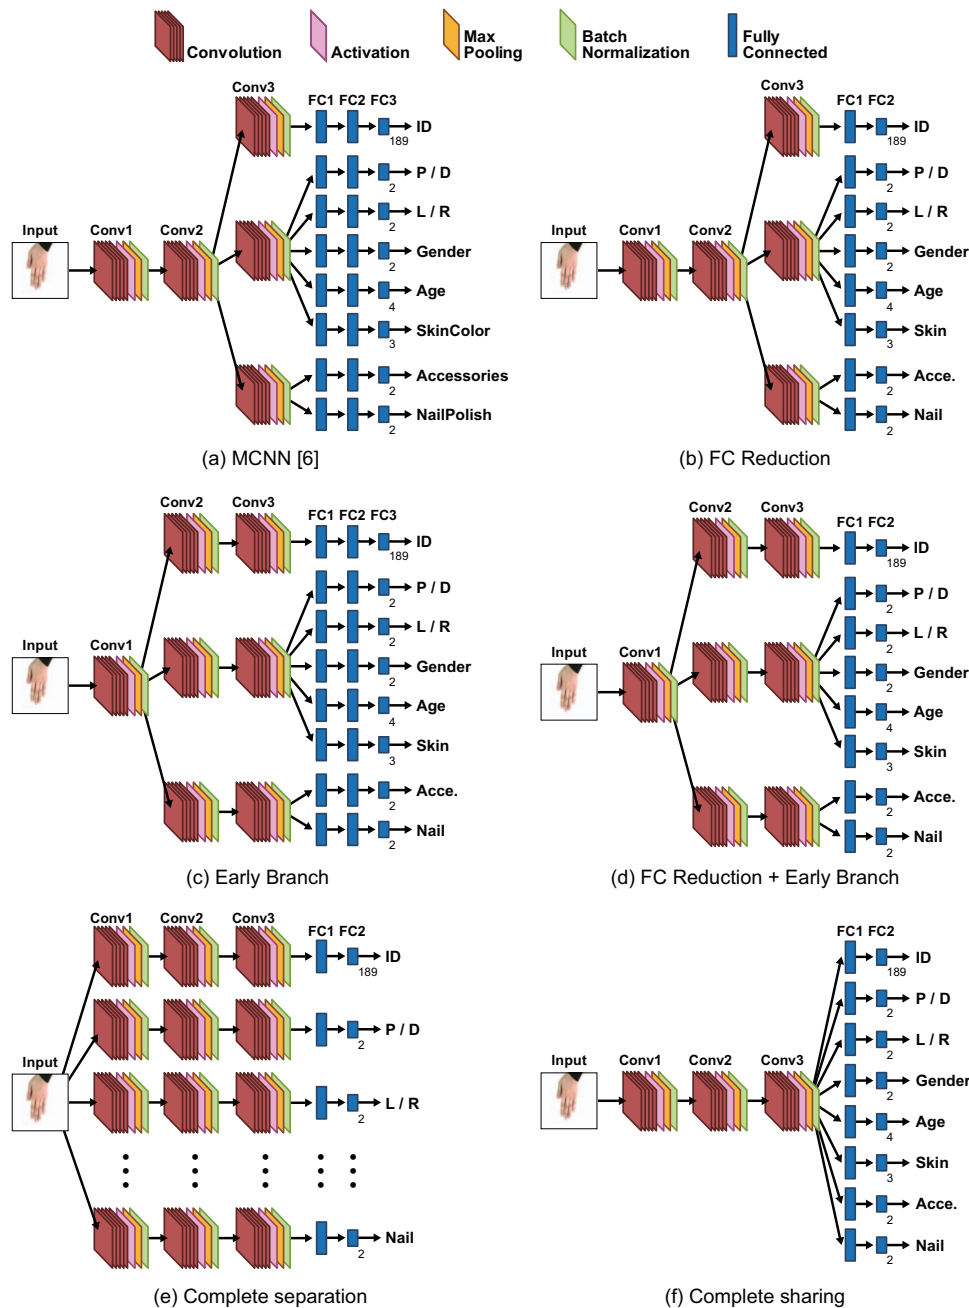 Convolution
Activation
Max
Pooling
Batch
Normalization
Fully
Connected
Conv3
FC1 FC2 FC3
ID
189
P / D
2
L / R
2
Input
Conv1
Conv2
Gender
2
Age
4
SkinColor
3
Accessories
2
NailPolish
2
(a) MCNN [6]
Conv3
FC1 FC2
ID
189
P / D
2
L / R
2
Input
Conv1
Conv2
Gender
2
Age
4
Skin
3
Acce.
2
Nail
2
(b) FC Reduction
Conv2
Conv3
FC1 FC2 FC3
ID
189
P / D
2
L / R
2
Input
Conv1
Gender
2
Age
4
Skin
3
Acce.
2
Nail
2
(c) Early Branch
Conv2
Conv3
FC1 FC2
ID
189
P / D
2
L / R
2
Input
Conv1
Gender
2
Age
4
Skin
3
Acce.
2
Nail
2
(d) FC Reduction + Early Branch
Conv1
Conv2
Conv3
FC1 FC2
ID
189
P / D
2
Input
L / R
2
Nail
2
(e) Complete separation
FC1 FC2
ID
189
P / D
2
L / R
2
Input
Conv1
Conv2
Conv3
Gender
2
Age
4
Skin
3
Acce.
2
Nail
2
(f) Complete sharing